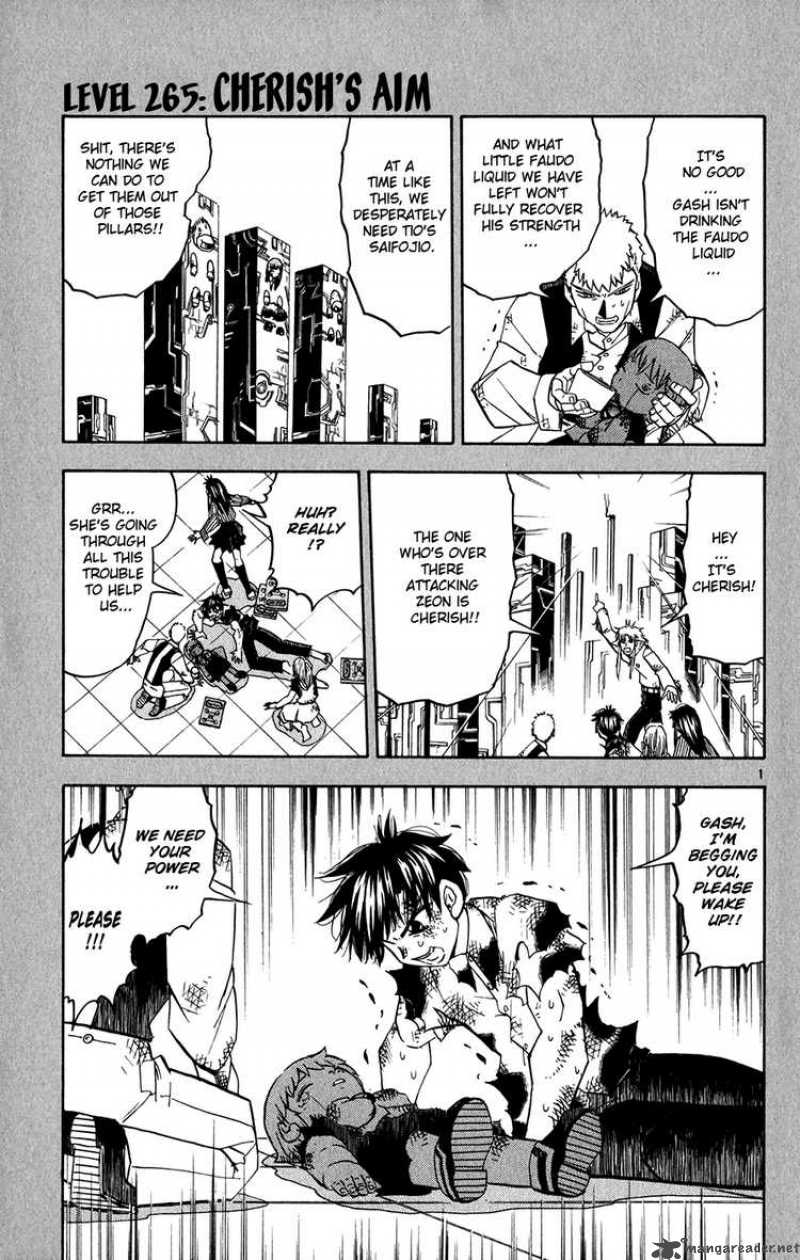 LEVEL 265: CHERISH'S AIM
IT'S
NO GOOD
...
GASH ISN'T
DRINKING
THE FAUDO
LIQUID
...
AND WHAT
LITTLE FAUDO
LIQUID WE HAVE
LEFT WON'T
FULLY RECOVER
HIS STRENGTH
...
AT A
TIME LIKE
THIS, WE
DESPERATELY
NEED TIO'S
SAIFOJIO.
SHIT, THERE'S
NOTHING WE
CAN DO TO
GET THEM OUT
OF THOSE
PILLARS!!
HEY
...
IT'S
CHERISH!
THE ONE
WHO'S OVER
THERE
ATTACKING
ZEON IS
CHERISH!!
HUH?
REALLY
!?
GRR...
SHE'S GOING
THROUGH
ALL THIS
TROUBLE
TO HELP
US...
1
GASH,
I'M
BEGGING
YOU,
PLEASE
WAKE
UP!!
WE NEED
YOUR
POWER
...
PLEASE
!!!
mangareader.net